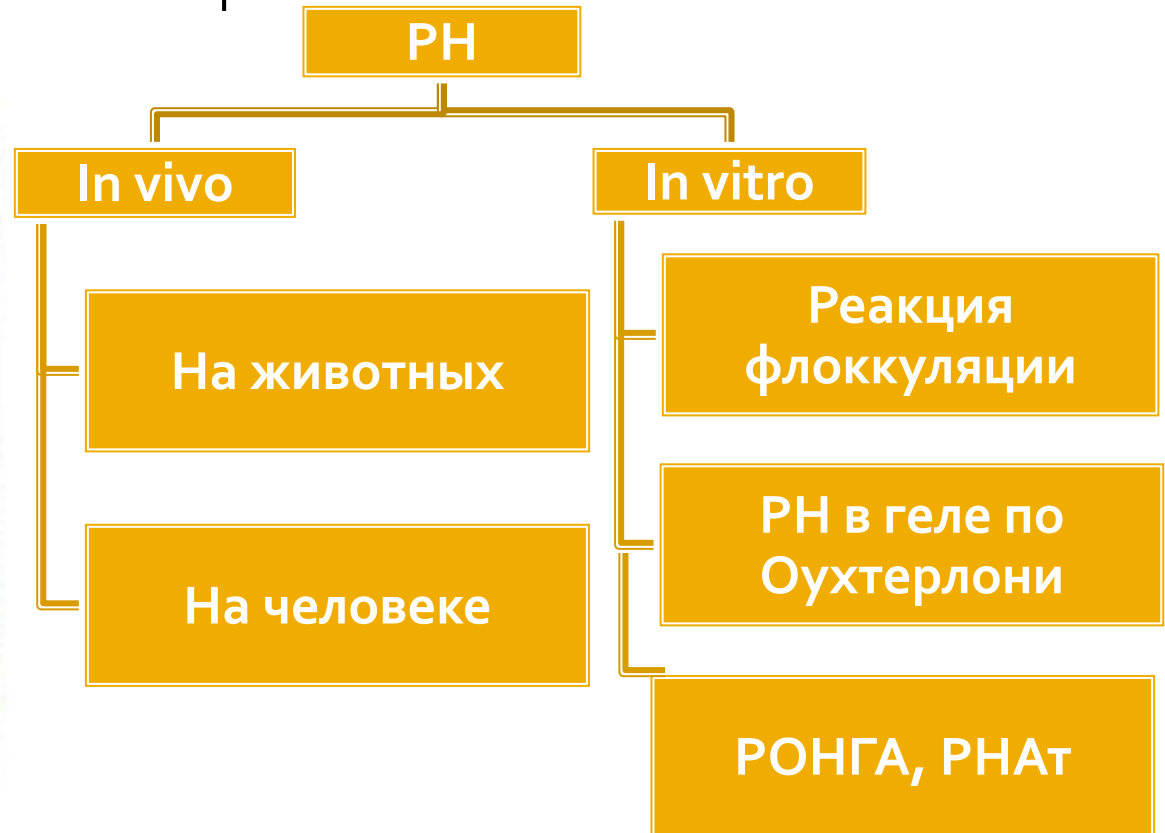 РН
In vivo
In vitro
На животных
На человеке
Реакция
флоккуляции
РН в геле по
Оухтерлони
РОНГА, РНАт